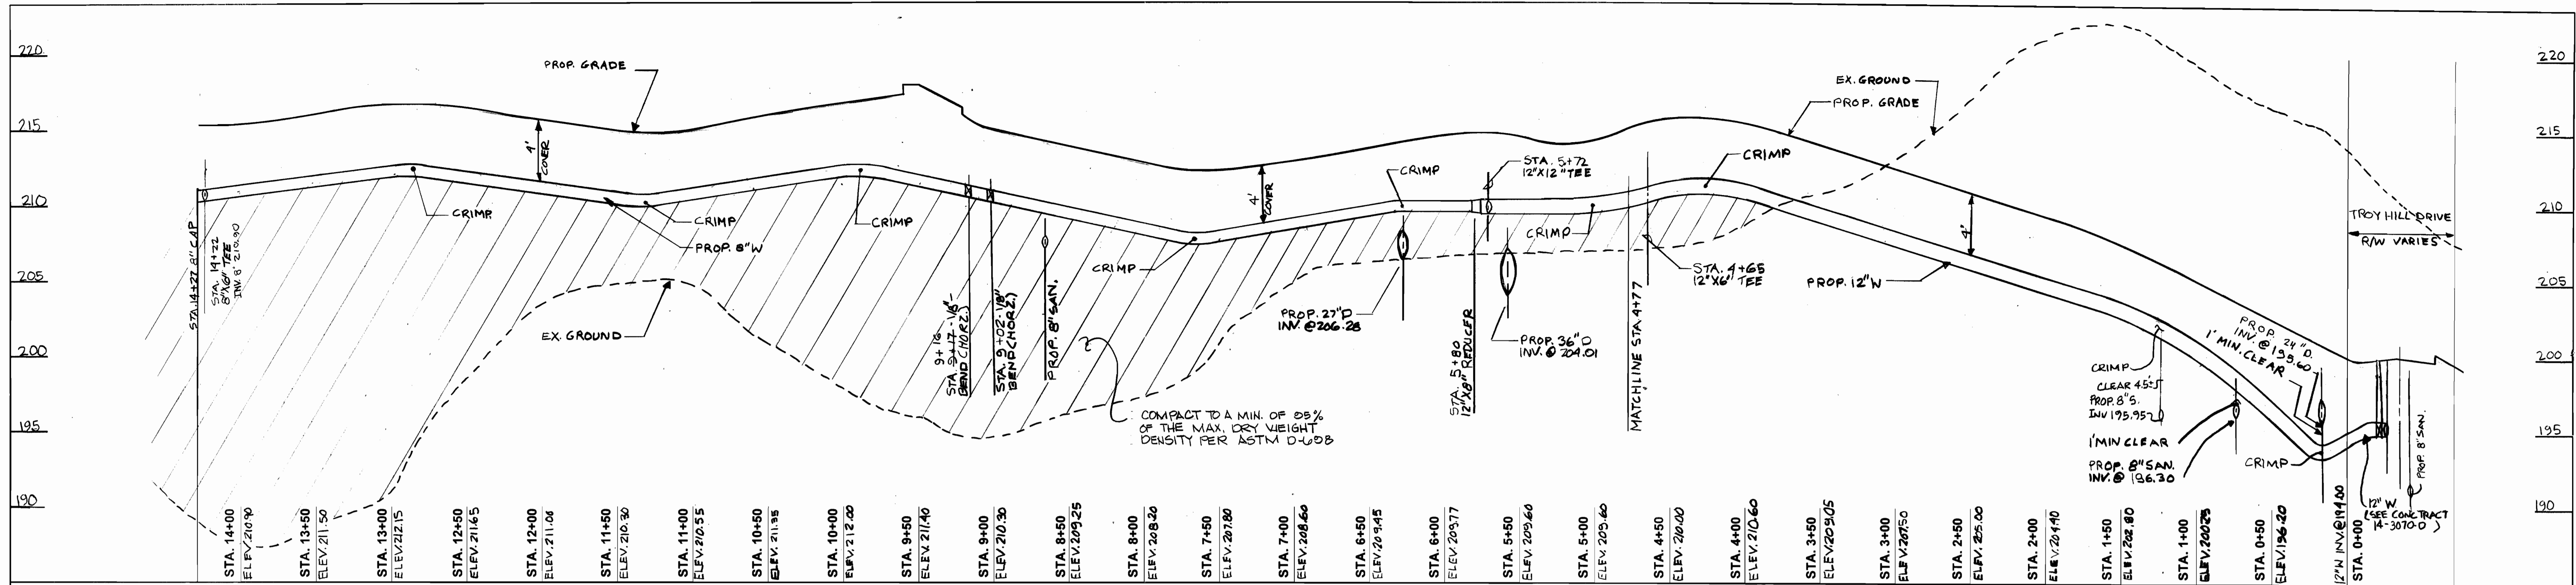 220
215
210
205
200
195
190
PROP. GRADE
4'
COVER
CRIMP
CRIMP
CRIMP
PROP. 8" W
EX. GROUND
STA. 14+27 8" CAP
STA. 14+22
8"X6" TEE
INV. 8" 210.90
9+16
STA. 9+17-1/8"
BEND (HORZ.)
STA. 9+02-1/8"
BEND (HORZ.)
PROP. 8" SAN.
CRIMP
4'
COVER
COMPACT TO A MIN. OF 95%
OF THE MAX. DRY WEIGHT
DENSITY PER ASTM D-698
CRIMP
STA. 5+72
12"X12" TEE
PROP. 27" D
INV. @ 206.28
CRIMP
STA. 5+80
12"X8" REDUCER
PROP. 36" D
INV. @ 204.01
MATCHLINE STA. 4+77
STA. 4+65
12"X6" TEE
CRIMP
EX. GROUND
PROP. GRADE
4'
PROP. 12" W
TROY HILL DRIVE
R/W VARIES
PROP. 24" D.
INV. @ 195.60
1' MIN. CLEAR
CRIMP
CLEAR 4.5'±
PROP. 8" S.
INV 195.95
1' MIN CLEAR
PROP. 8" SAN.
INV. @ 196.30
CRIMP
12" W INV. @ 194.00
12" W
(SEE CONCTRACT
14-3070-D)
PROP. 8" SAN.
220
215
210
205
200
195
190
STA. 14+00
ELEV. 210.90
STA. 13+50
ELEV. 211.50
STA. 13+00
ELEV. 212.15
STA. 12+50
ELEV. 211.65
STA. 12+00
ELEV. 211.06
STA. 11+50
ELEV. 210.30
STA. 11+00
ELEV. 210.55
STA. 10+50
ELEV. 211.35
STA. 10+00
ELEV. 212.00
STA. 9+50
ELEV. 211.40
STA. 9+00
ELEV. 210.30
STA. 8+50
ELEV. 209.25
STA. 8+00
ELEV. 208.20
STA. 7+50
ELEV. 207.80
STA. 7+00
ELEV. 208.60
STA. 6+50
ELEV. 209.45
STA. 6+00
ELEV. 209.77
STA. 5+50
ELEV. 209.60
STA. 5+00
ELEV. 209.60
STA. 4+50
ELEV. 210.00
STA. 4+00
ELEV. 210.60
STA. 3+50
ELEV. 209.05
STA. 3+00
ELEV. 207.50
STA. 2+50
ELEV. 205.00
STA. 2+00
ELEV. 204.40
STA. 1+50
ELEV. 202.80
STA. 1+00
ELEV.
STA. 0+50
ELEV. 196.20
STA. 0+00